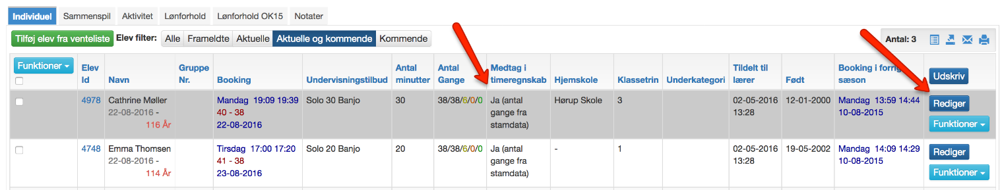 Individuel Sammenspil Aktivitet Lønforhold Lønforhold OK15 Notater
Tilføj elev fra venteliste Elev filter: Alle Frameldte Aktuelle Aktuelle og kommende Kommende Antal: 3
Funktioner Elev Id Navn Gruppe Nr. Booking Undervisningstilbud Antal minutter Antal Gange Medtag i timeregnskab Hjemskole Klassetrin Underkategori Tildelt til lærer Født Booking i forrige sæson Udskriv
4978 Cathrine Møller Mandag 19:09 19:39 Solo 30 Banjo 30 38/38/6/0/0 Ja (antal Hørup Skole 3 02-05-2016 12-01-2000 Mandag 13:59 14:44 Rediger
22-08-2016 - 40 - 38 gange fra 13:28 10-08-2015
116 År 22-08-2016 stamdata) Funktioner
4748 Emma Thomsen Tirsdag 17:00 17:20 Solo 20 Banjo 20 38/38/6/0/0 Ja (antal - 1 02-05-2016 19-05-2002 Mandag 14:09 14:29 Rediger
22-08-2016 - 41 - 38 gange fra 13:28 10-08-2015
114 År 23-08-2016 stamdata) Funktioner